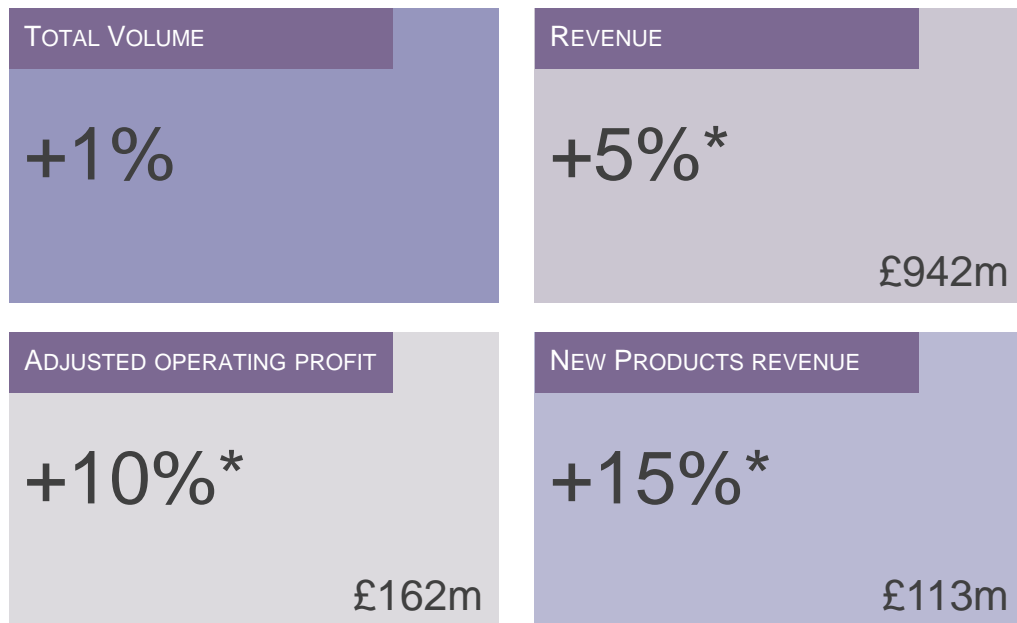 Total Volume
+1%
Revenue
+5%*
£942m
Adjusted operating profit
+10%*
£162m
New Products revenue
+15%*
£113m